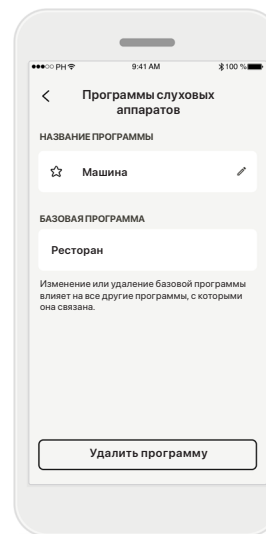 PH 9:41 AM 100 %
Программы слуховых
аппаратов
НАЗВАНИЕ ПРОГРАММЫ
Машина
БАЗОВАЯ ПРОГРАММА
Ресторан
Изменение или удаление базовой программы
влияет на все другие программы, с которыми
она связана.
Удалить программу